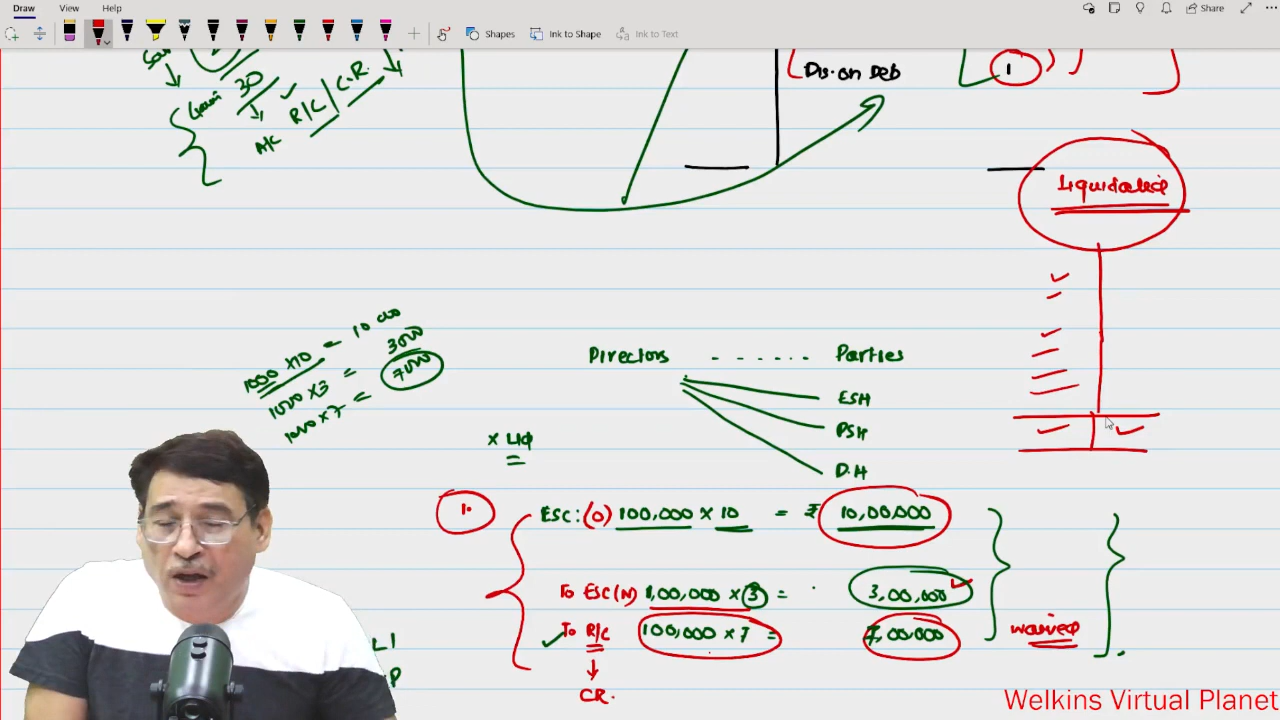 Draw View Help Share
Shapes Ink to Shape Ink to Text
30
Dis. on Deb
1
R/C / C.R.
A/C
Liquidated
1000 x 10 = 10 000
1000 x 3 = 3000
1000 x 7 = 7000
Directors ...... Parties
ESH
PSH
D.H
x LIQ
1. ESC: (O) 100,000 x 10 = ₹ 10,00,000
To ESC(N) 1,00,000 x 3 = 3,00,000
To R/C 100,000 x 7 = 7,00,000
waived
CR.
LI
P
Welkins Virtual Planet